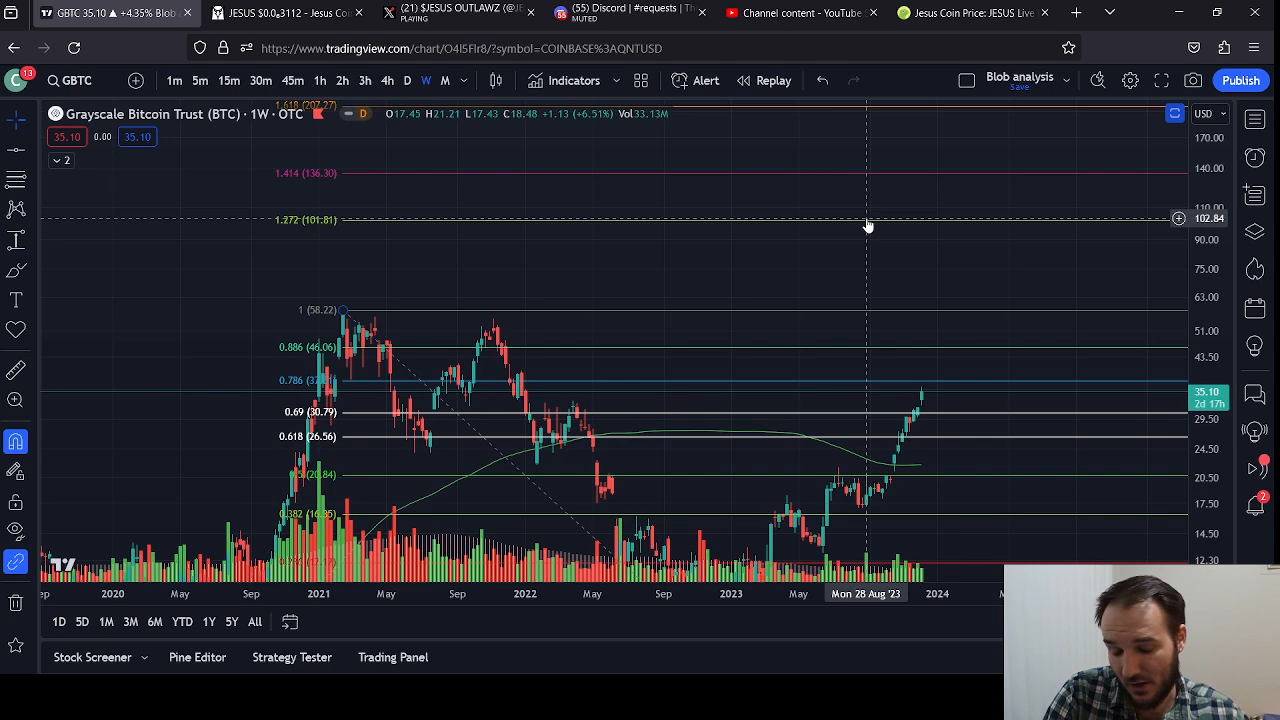 GBTC 35.10 ▲ +4.35% Blob
JESUS $0.0₈3112 - Jesus Coi
(21) $JESUS OUTLAWZ (@JE
PLAYING
(55) Discord | #requests | Th
MUTED
Channel content - YouTube S
Jesus Coin Price: JESUS Live
https://www.tradingview.com/chart/O4I5FIr8/?symbol=COINBASE%3AQNTUSD
C
13
GBTC
1m 5m 15m 30m 45m 1h 2h 3h 4h D W M
Indicators
Alert
Replay
Blob analysis
Save
Publish
1.618 (207.27)
Grayscale Bitcoin Trust (BTC) · 1W · OTC
D
O17.45 H21.21 L17.43 C18.48 +1.13 (+6.51%) Vol33.13M
USD
35.10 0.00 35.10
170.00
2
140.00
1.414 (136.30)
110.00
1.272 (101.81)
102.84
90.00
75.00
63.00
1 (58.22)
51.00
0.886 (46.06)
43.50
0.786
35.10
2d 17h
0.69 (30.79)
29.50
0.618 (26.56)
24.50
0.5 (20.84)
20.50
17.50
0.382 (16.35)
14.50
12.30
2
2020 May Sep 2021 May Sep 2022 May Sep 2023 May Mon 28 Aug '23 2024
1D 5D 1M 3M 6M YTD 1Y 5Y All
Stock Screener Pine Editor Strategy Tester Trading Panel